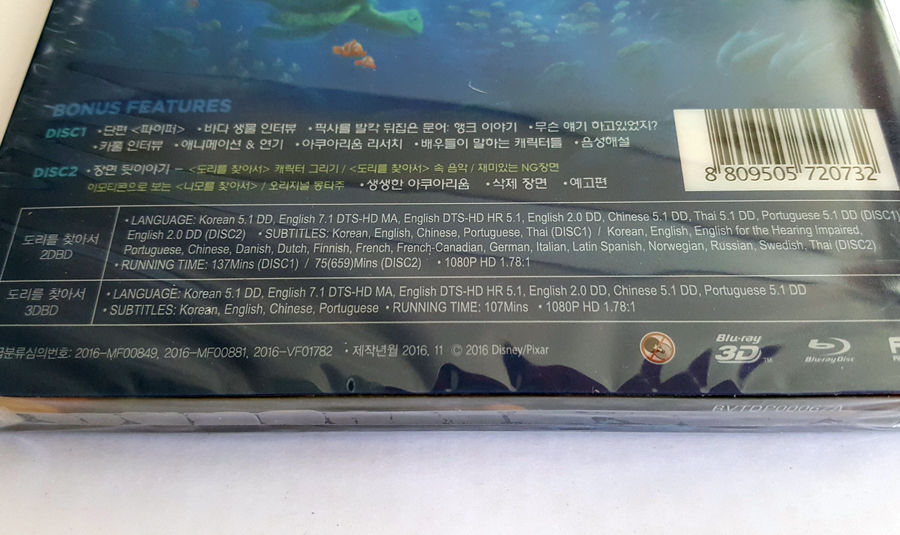 BONUS FEATURES
DISC1 •단편 <파이퍼> •바다 생물 인터뷰 •픽사를 발칵 뒤집은 문어: 행크 이야기 •무슨 얘기 하고있었지?
•카풀 인터뷰 •애니메이션 & 연기 •아쿠아리움 리서치 •배우들이 말하는 캐릭터들 •음성해설
DISC2 •장면 뒷이야기 – <도리를 찾아서> 캐릭터 그리기 / <도리를 찾아서> 속 음악 / 재미있는 NG장면
이모티콘으로 보는 <니모를 찾아서> / 오리지널 몽타주 •생생한 아쿠아리움 •삭제 장면 •예고편
8 809505 720732
도리를 찾아서
2DBD
• LANGUAGE: Korean 5.1 DD, English 7.1 DTS-HD MA, English DTS-HD HR 5.1, English 2.0 DD, Chinese 5.1 DD, Thai 5.1 DD, Portuguese 5.1 DD (DISC1)
English 2.0 DD (DISC2) • SUBTITLES: Korean, English, Chinese, Portuguese, Thai (DISC1) / Korean, English, English for the Hearing Impaired,
Portuguese, Chinese, Danish, Dutch, Finnish, French, French-Canadian, German, Italian, Latin Spanish, Norwegian, Russian, Swedish, Thai (DISC2)
• RUNNING TIME: 137Mins (DISC1) / 75(659)Mins (DISC2) • 1080P HD 1.78:1
도리를 찾아서
3DBD
• LANGUAGE: Korean 5.1 DD, English 7.1 DTS-HD MA, English DTS-HD HR 5.1, English 2.0 DD, Chinese 5.1 DD, Portuguese 5.1 DD
• SUBTITLES: Korean, English, Chinese, Portuguese • RUNNING TIME: 107Mins • 1080P HD 1.78:1
급분류심의번호: 2016-MF00849, 2016-MF00881, 2016-VF01782 • 제작년월 2016. 11 © 2016 Disney/Pixar
Blu-ray 3D™
Blu-ray Disc